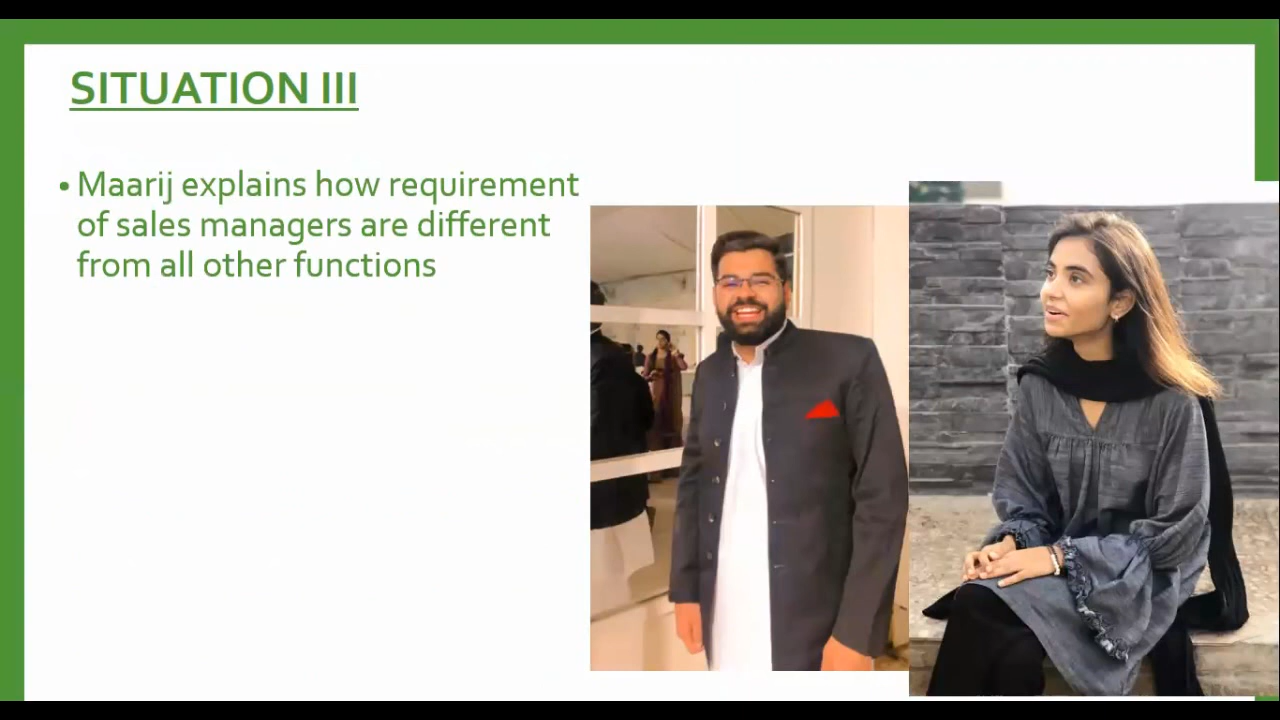 SITUATION III
• Maarij explains how requirement
of sales managers are different
from all other functions